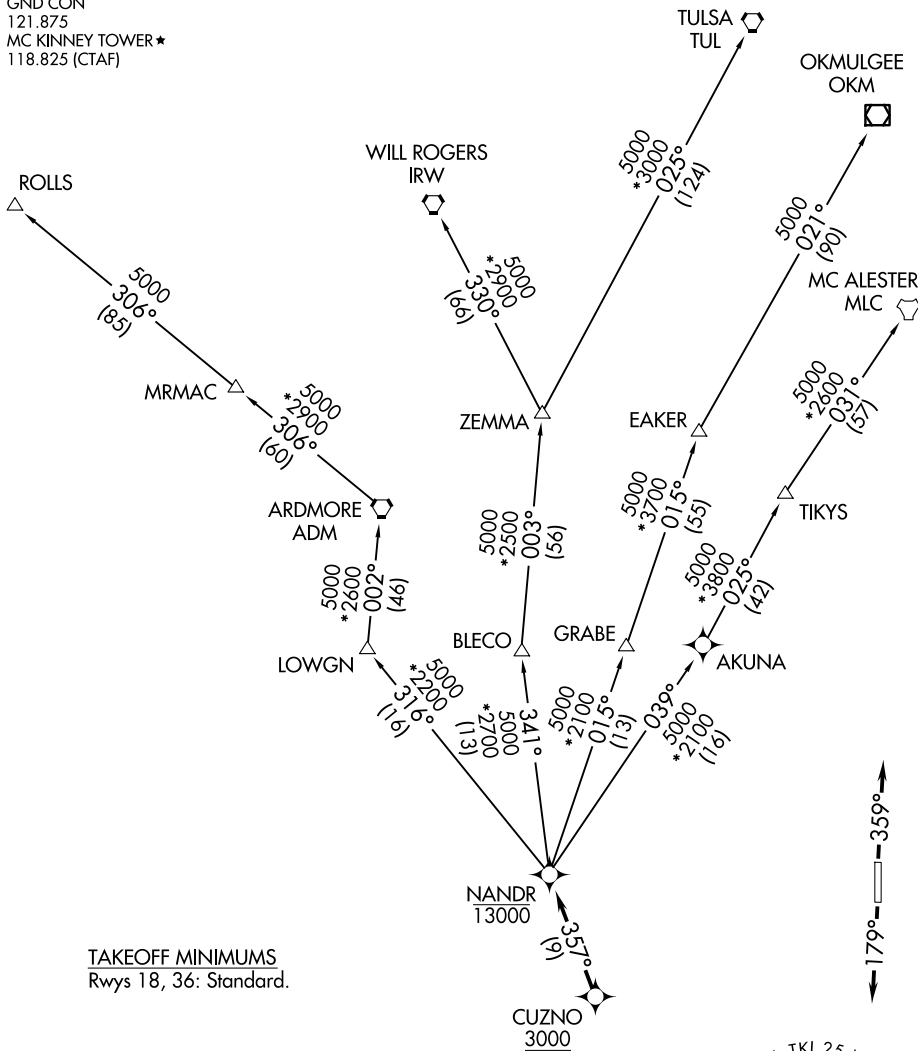 GND CON
121.875
MC KINNEY TOWER★
118.825 (CTAF)
TULSA
TUL
OKMULGEE
OKM
WILL ROGERS
IRW
ROLLS
5000
*3000
025°
(124)
5000
021°
(90)
5000
*2900
330°
(66)
MC ALESTER
MLC
5000
306°
(85)
MRMAC
5000
*2900
306°
(60)
ZEMMA
EAKER
5000
*2600
031°
(57)
ARDMORE
ADM
5000
*2500
003°
(56)
5000
*3700
015°
(55)
TIKYS
5000
*2600
002°
(46)
5000
*3800
025°
(42)
LOWGN
BLECO
GRABE
AKUNA
5000
*2200
316°
(16)
341°
5000
*2700
(13)
5000
*2100
015°
(13)
039°
5000
*2100
(16)
359°
179°
NANDR
13000
357°
(9)
TAKEOFF MINIMUMS
Rwys 18, 36: Standard.
CUZNO
3000
TKI 25